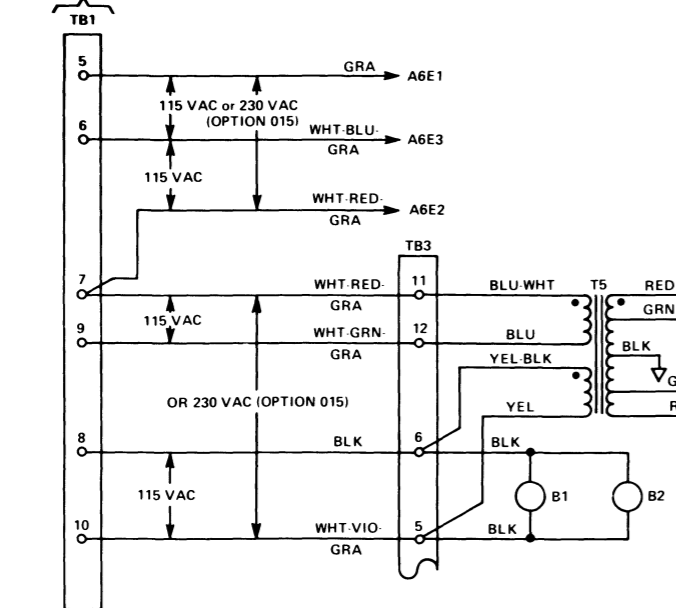 TB1
5
GRA
A6E1
115 VAC or 230 VAC
(OPTION 015)
6
WHT-BLU-
GRA
A6E3
115 VAC
WHT-RED-
GRA
A6E2
TB3
7
WHT-RED-
GRA
11
BLU-WHT
T5
RED
115 VAC
GRN
9
WHT-GRN-
GRA
12
BLU
BLK
YEL-BLK
G
OR 230 VAC (OPTION 015)
YEL
R
8
BLK
6
BLK
115 VAC
B1
B2
10
WHT-VIO-
GRA
5
BLK